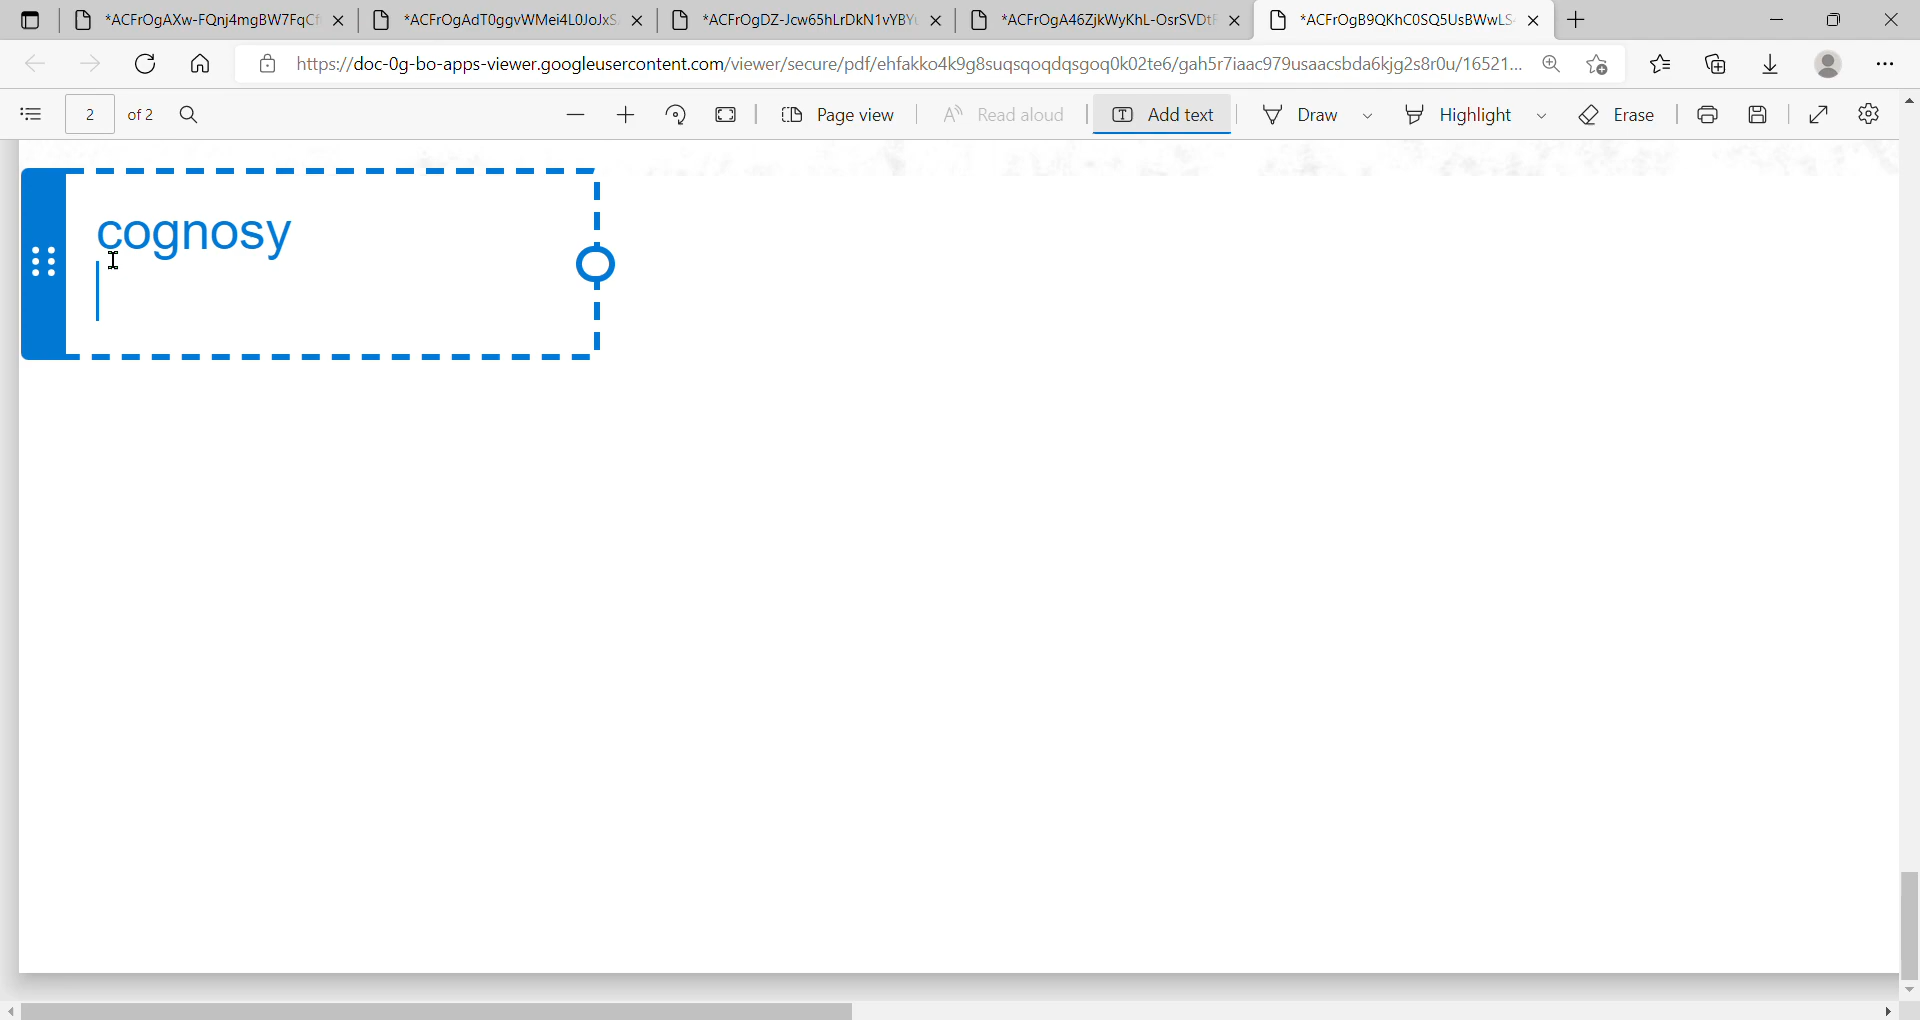 *ACFrOgAXw-FQnj4mgBW7FqCf
*ACFrOgAdT0ggvWMei4L0JoJxS
*ACFrOgDZ-Jcw65hLrDkN1vYBY
*ACFrOgA46ZjkWyKhL-OsrSVDt
*ACFrOgB9QKhC0SQ5UsBWwLS
https://doc-0g-bo-apps-viewer.googleusercontent.com/viewer/secure/pdf/ehfakko4k9g8suqsqoqdqsgoq0k02te6/gah5r7iaac979usaacsbda6kjg2s8r0u/16521...
2 of 2
Page view
Read aloud
Add text
Draw
Highlight
Erase
cognosy